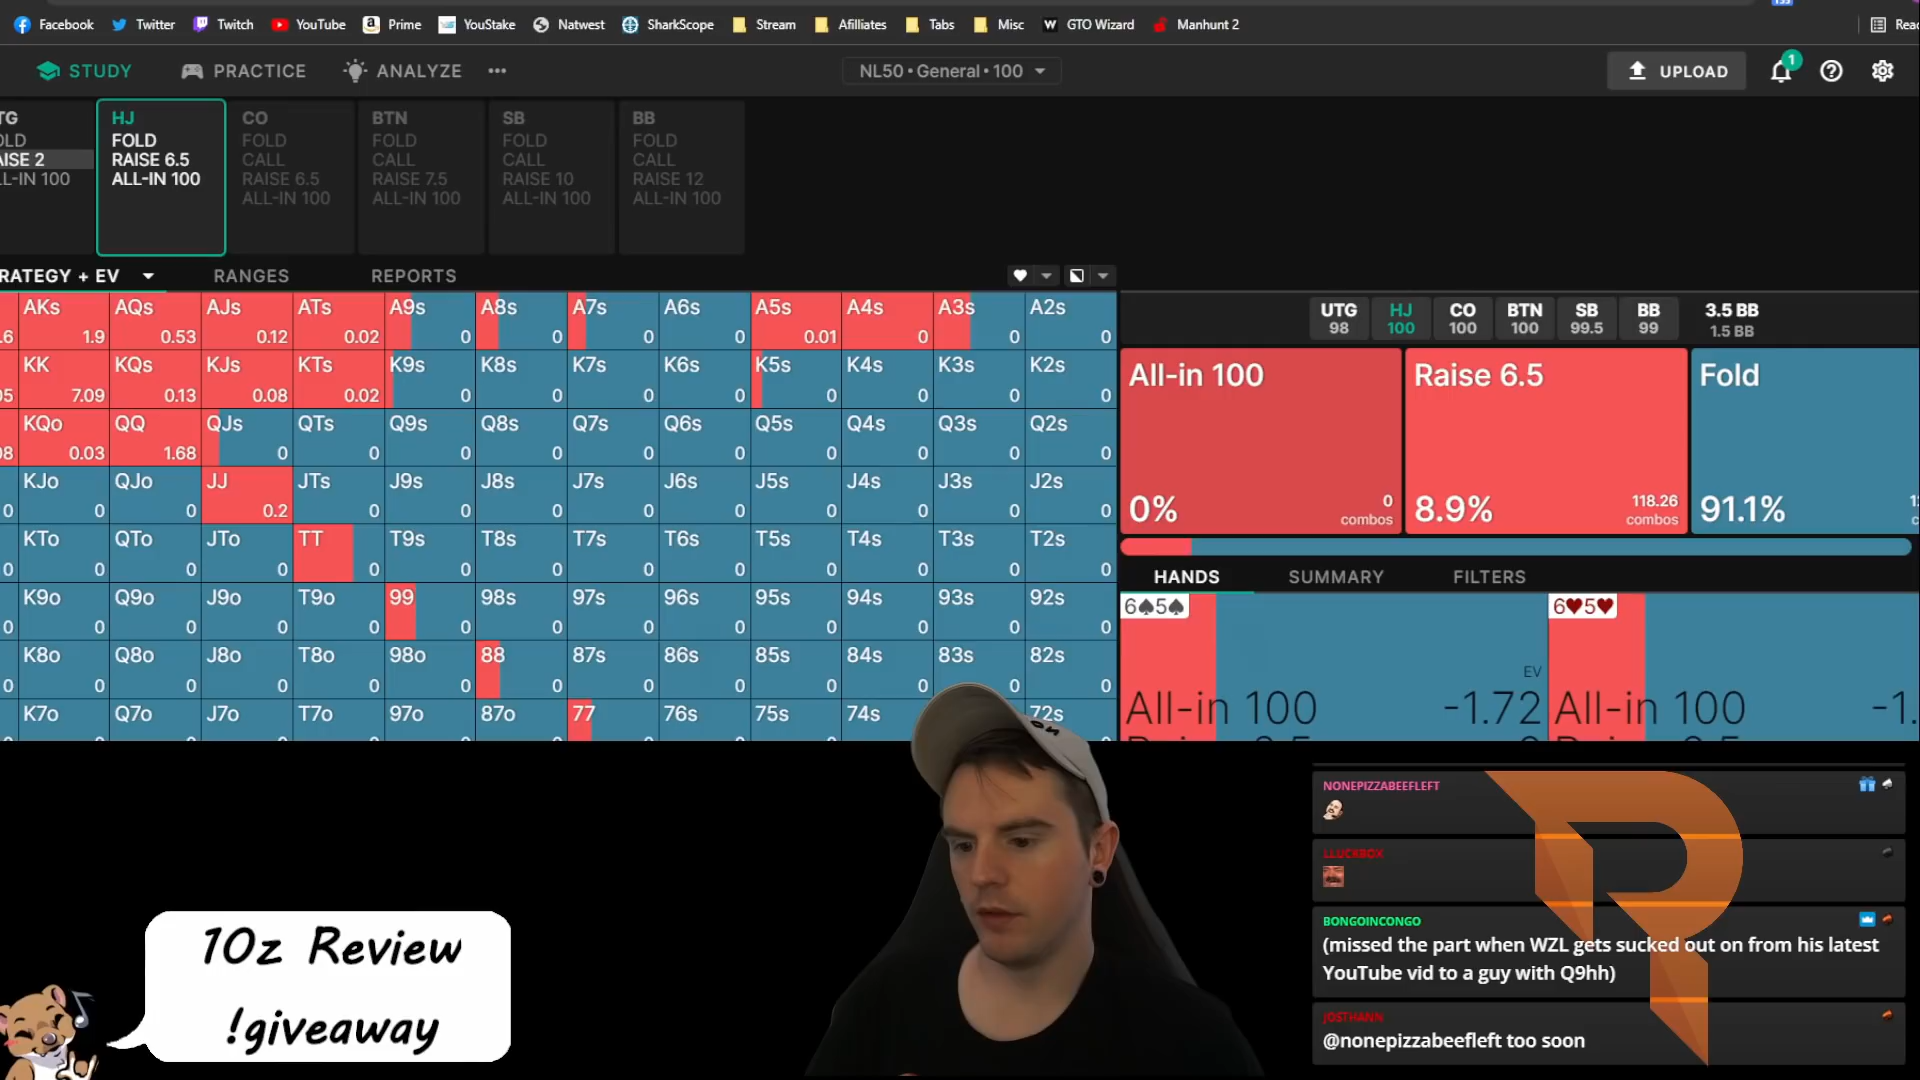 Facebook Twitter Twitch YouTube Prime YouStake Natwest SharkScope Stream Afilliates Tabs Misc GTO Wizard Manhunt 2
STUDY PRACTICE ANALYZE NL50 • General • 100 UPLOAD 1
HJ CO BTN SB BB
FOLD FOLD FOLD FOLD FOLD
RAISE 6.5 CALL CALL CALL CALL
ALL-IN 100 RAISE 6.5 RAISE 7.5 RAISE 10 RAISE 12
ALL-IN 100 ALL-IN 100 ALL-IN 100 ALL-IN 100
RATEGY + EV RANGES REPORTS
AKs AQs AJs ATs A9s A8s A7s A6s A5s A4s A3s A2s
1.9 0.53 0.12 0.02 0 0 0 0 0.01 0 0 0
KK KQs KJs KTs K9s K8s K7s K6s K5s K4s K3s K2s
7.09 0.13 0.08 0.02 0 0 0 0 0 0 0 0
KQo QQ QJs QTs Q9s Q8s Q7s Q6s Q5s Q4s Q3s Q2s
0.03 1.68 0 0 0 0 0 0 0 0 0 0
KJo QJo JJ JTs J9s J8s J7s J6s J5s J4s J3s J2s
0 0 0 0.2 0 0 0 0 0 0 0 0 0
KTo QTo JTo TT T9s T8s T7s T6s T5s T4s T3s T2s
0 0 0 0 0 0 0 0 0 0 0 0 0
K9o Q9o J9o T9o 99 98s 97s 96s 95s 94s 93s 92s
0 0 0 0 0 0 0 0 0 0 0 0 0
K8o Q8o J8o T8o 98o 88 87s 86s 85s 84s 83s 82s
0 0 0 0 0 0 0 0 0 0 0 0 0
K7o Q7o J7o T7o 97o 87o 77 76s 75s 74s 72s
UTG HJ CO BTN SB BB 3.5 BB
98 100 100 100 99.5 99 1.5 BB
All-in 100 Raise 6.5 Fold
0 118.26
0% combos 8.9% combos 91.1%
HANDS SUMMARY FILTERS
6♠5♠ 6♥5♥
EV
All-in 100 -1.72 All-in 100 -1.
10z Review
!giveaway
NONEPIZZABEEFLEFT
LLUCKBOX
BONGOINCONGO
(missed the part when WZL gets sucked out on from his latest
YouTube vid to a guy with Q9hh)
JOSTHANN
@nonepizzabeefleft too soon